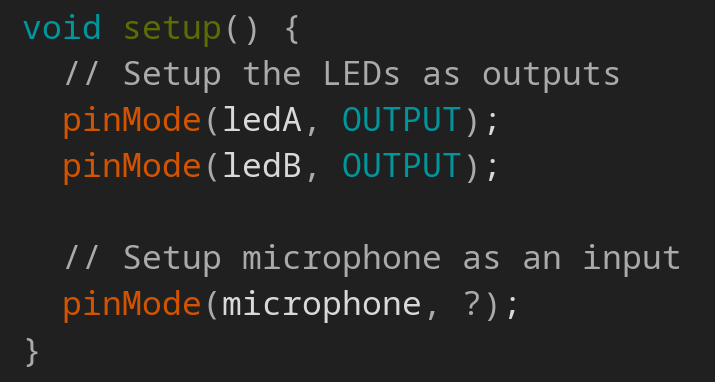 void setup() {
  // Setup the LEDs as outputs
  pinMode(ledA, OUTPUT);
  pinMode(ledB, OUTPUT);

  // Setup microphone as an input
  pinMode(microphone, ?);
}